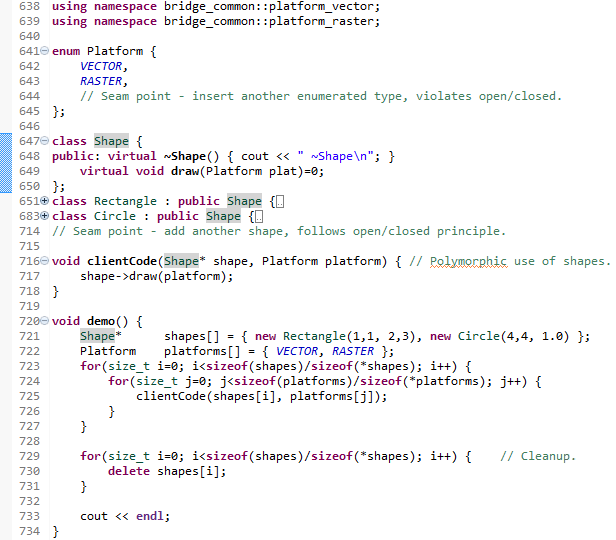 638 using namespace bridge_common::platform_vector;
639 using namespace bridge_common::platform_raster;
640
641 enum Platform {
642     VECTOR,
643     RASTER,
644     // Seam point - insert another enumerated type, violates open/closed.
645 };
646
647 class Shape {
648 public: virtual ~Shape() { cout << " ~Shape\n"; }
649     virtual void draw(Platform plat)=0;
650 };
651 class Rectangle : public Shape {
683 class Circle : public Shape {
714 // Seam point - add another shape, follows open/closed principle.
715
716 void clientCode(Shape* shape, Platform platform) { // Polymorphic use of shapes.
717     shape->draw(platform);
718 }
719
720 void demo() {
721     Shape*      shapes[] = { new Rectangle(1,1, 2,3), new Circle(4,4, 1.0) };
722     Platform    platforms[] = { VECTOR, RASTER };
723     for(size_t i=0; i<sizeof(shapes)/sizeof(*shapes); i++) {
724         for(size_t j=0; j<sizeof(platforms)/sizeof(*platforms); j++) {
725             clientCode(shapes[i], platforms[j]);
726         }
727     }
728
729     for(size_t i=0; i<sizeof(shapes)/sizeof(*shapes); i++) {    // Cleanup.
730         delete shapes[i];
731     }
732
733     cout << endl;
734 }